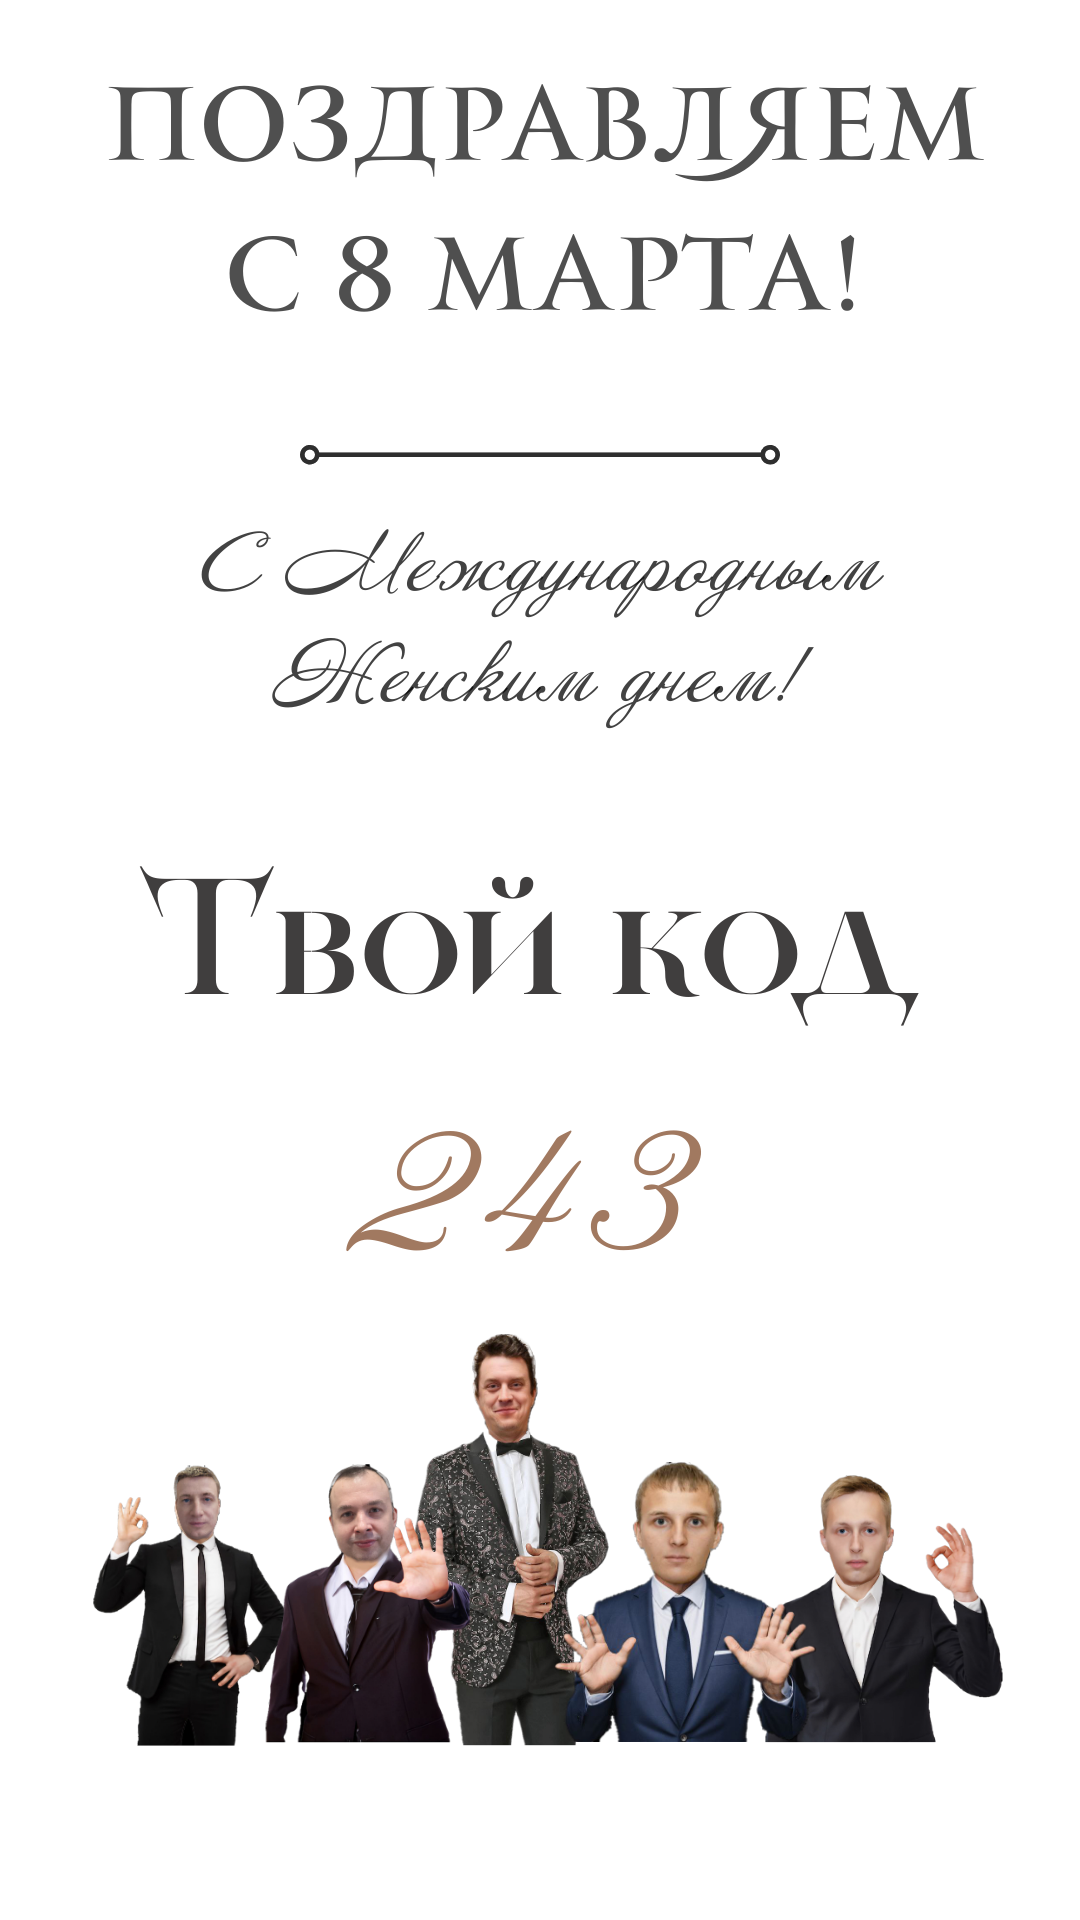 ПОЗДРАВЛЯЕМ
С 8 МАРТА!
С Международным
Женским днем!
Твой код
243